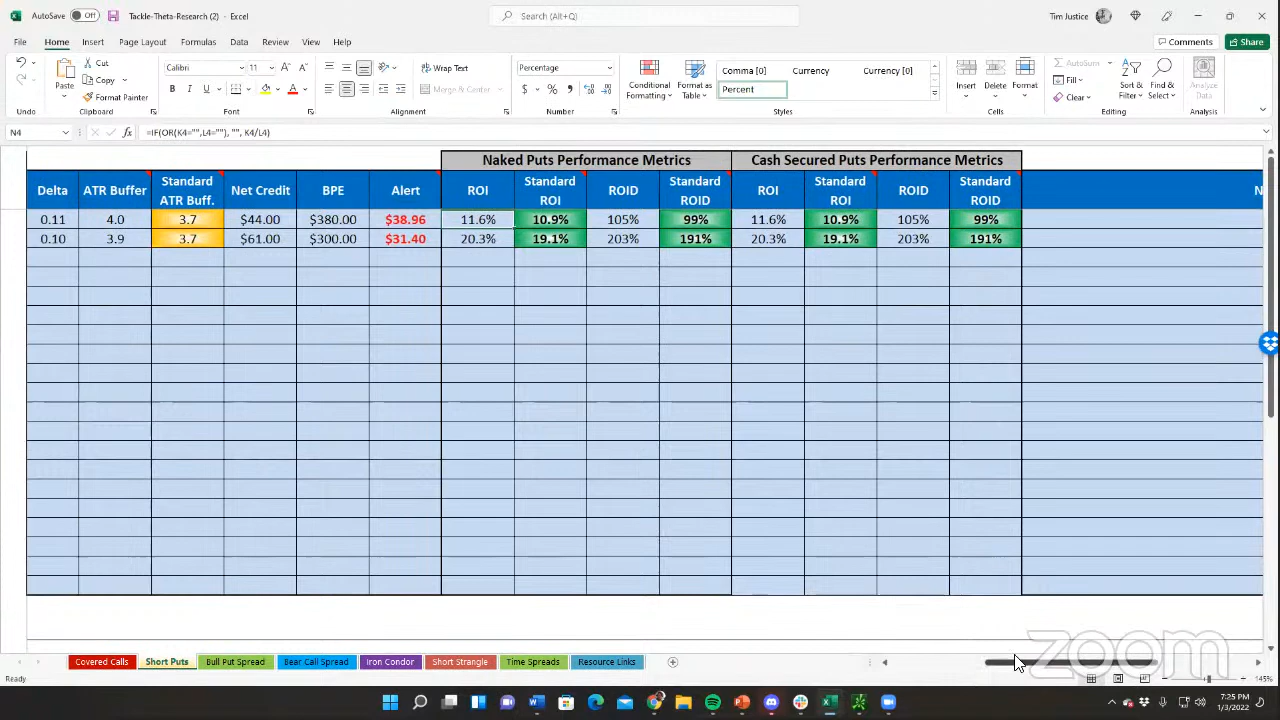 AutoSave Off Tackle-Theta-Research (2) - Excel Search (Alt+Q) Tim Justice
File Home Insert Page Layout Formulas Data Review View Help Comments Share
Cut Calibri 11 Wrap Text Percentage Comma [0] Currency Currency [0] AutoSum
Paste Copy Fill
Format Painter B I U Merge & Center $ % Conditional Formatting Format as Table Percent Insert Delete Format Clear Sort & Filter Find & Select Analyze Data
Undo Clipboard Font Alignment Number Styles Cells Editing Analysis
N4 fx =IF(OR(K4="",L4=""), "", K4/L4)
Naked Puts Performance Metrics Cash Secured Puts Performance Metrics
Delta ATR Buffer Standard ATR Buff. Net Credit BPE Alert ROI Standard ROI ROID Standard ROID ROI Standard ROI ROID Standard ROID N
0.11 4.0 3.7 $44.00 $380.00 $38.96 11.6% 10.9% 105% 99% 11.6% 10.9% 105% 99%
0.10 3.9 3.7 $61.00 $300.00 $31.40 20.3% 19.1% 203% 191% 20.3% 19.1% 203% 191%
zoom
Covered Calls Short Puts Bull Put Spread Bear Call Spread Iron Condor Short Strangle Time Spreads Resource Links
Ready 145%
7:25 PM
1/3/2022